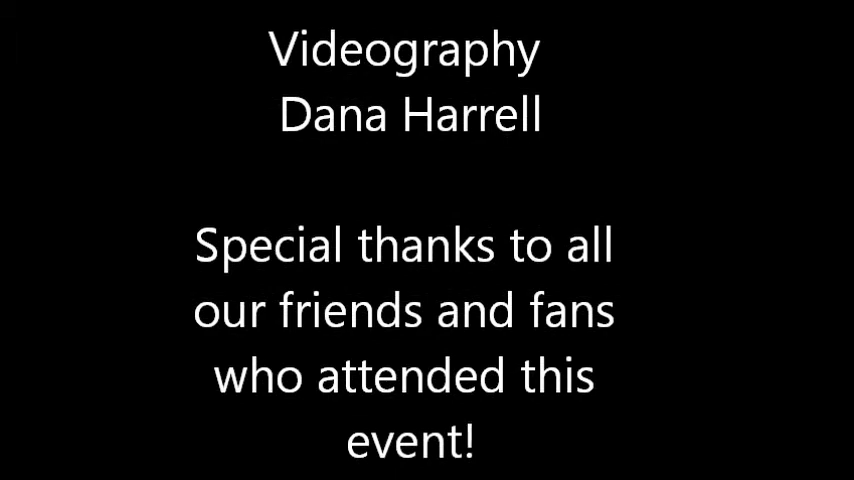 Videography
Dana Harrell
Special thanks to all
our friends and fans
who attended this
event!